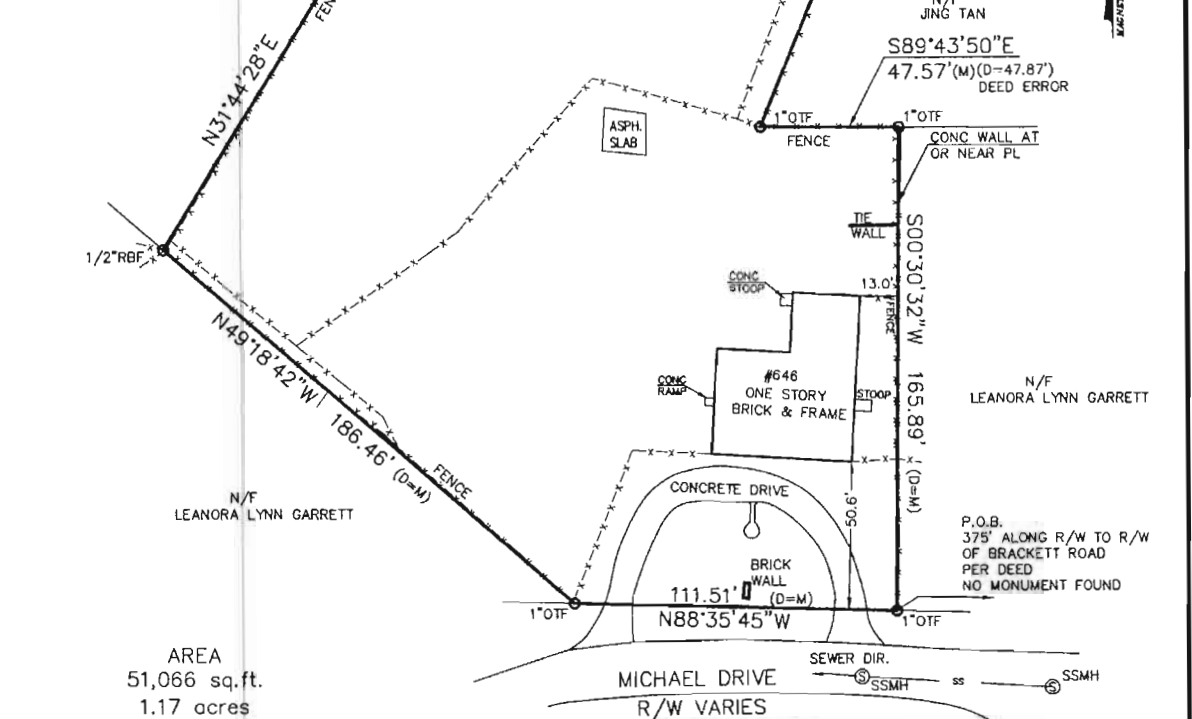 N/F
JING TAN
S89°43'50"E
47.57'(M)(D=47.87')
DEED ERROR
N31°44'28"E
1"OTF
1"OTF
ASPH.
SLAB
FENCE
CONC WALL AT
OR NEAR PL
TIE
WALL
S00°30'32"W 165.89' (D=M)
1/2"RBF
CONC
STOOP
13.0'
FENCE
N49°18'42"W
186.46' (D=M)
FENCE
#646
ONE STORY
BRICK & FRAME
CONC
RAMP
STOOP
N/F
LEANORA LYNN GARRETT
N/F
LEANORA LYNN GARRETT
CONCRETE DRIVE
50.6'
P.O.B.
375' ALONG R/W TO R/W
OF BRACKETT ROAD
PER DEED
NO MONUMENT FOUND
BRICK
WALL
111.51' (D=M)
N88°35'45"W
1"OTF
1"OTF
AREA
51,066 sq.ft.
1.17 acres
SEWER DIR.
SSMH
SS
SSMH
MICHAEL DRIVE
R/W VARIES